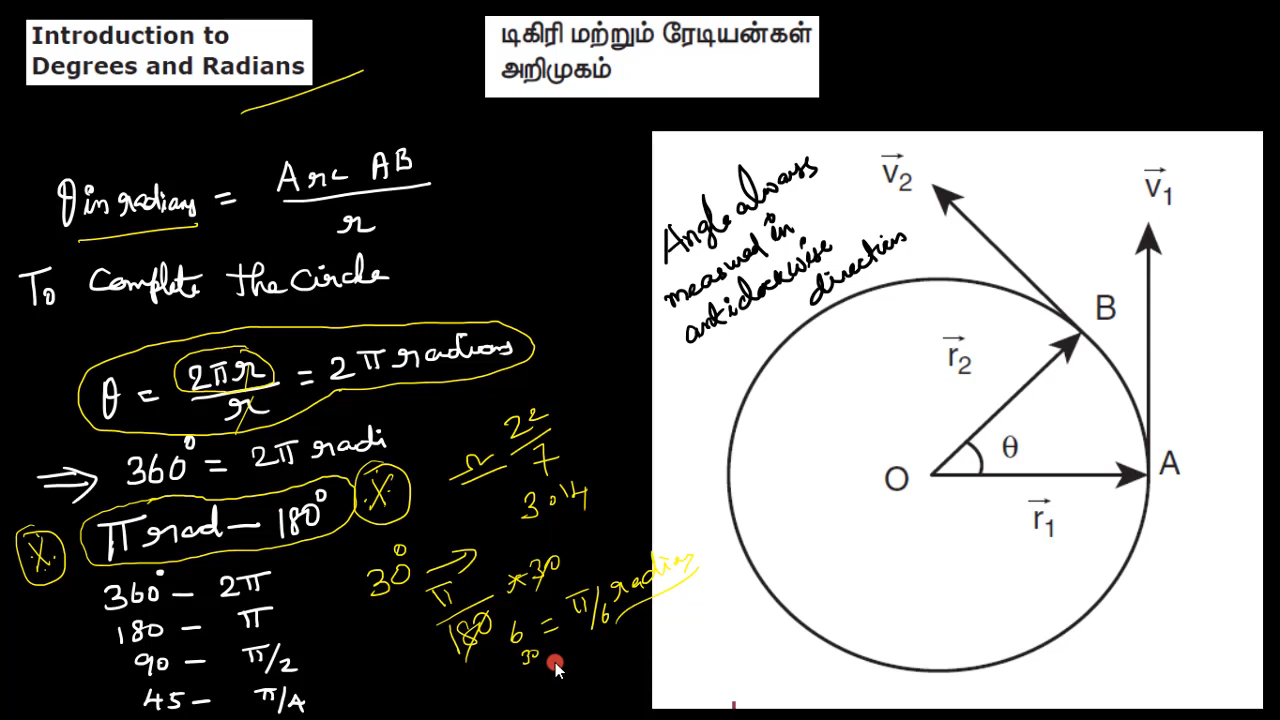 Introduction to
Degrees and Radians
டிகிரி மற்றும் ரேடியன்கள்
அறிமுகம்
θ in radians = Arc AB / r
To Complete the Circle
θ = 2πr / r = 2π radians
⇒ 360° = 2π radi
π rad — 180°
360° — 2π
180 — π
90 — π/2
45 — π/4
22 / 7
3.14
30° → π / 180 * 30
6 = π/6 radian
30
Angle always
measured in
anticlockwise
direction
v₂
v₁
B
r₂
θ
O
A
r₁